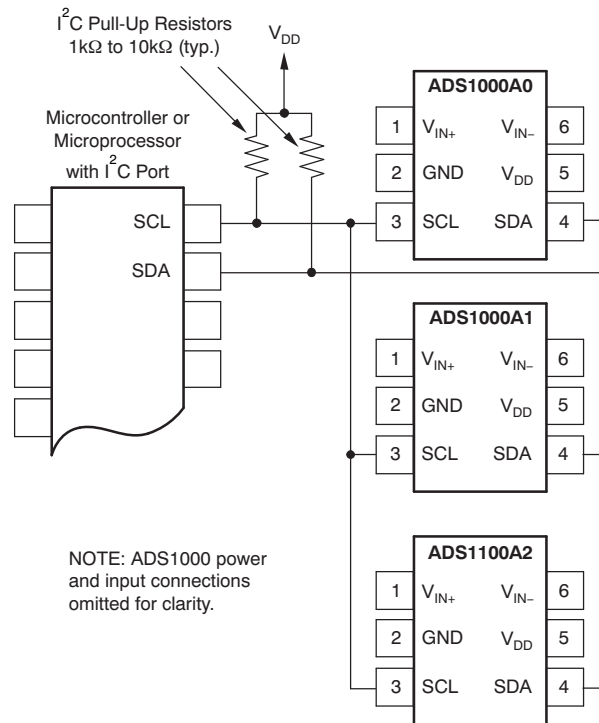 I²C Pull-Up Resistors
1kΩ to 10kΩ (typ.)
V_DD
Microcontroller or
Microprocessor
with I²C Port
SCL
SDA
ADS1000A0
1 V_IN+ V_IN– 6
2 GND V_DD 5
3 SCL SDA 4
ADS1000A1
1 V_IN+ V_IN– 6
2 GND V_DD 5
3 SCL SDA 4
NOTE: ADS1000 power
and input connections
omitted for clarity.
ADS1100A2
1 V_IN+ V_IN– 6
2 GND V_DD 5
3 SCL SDA 4